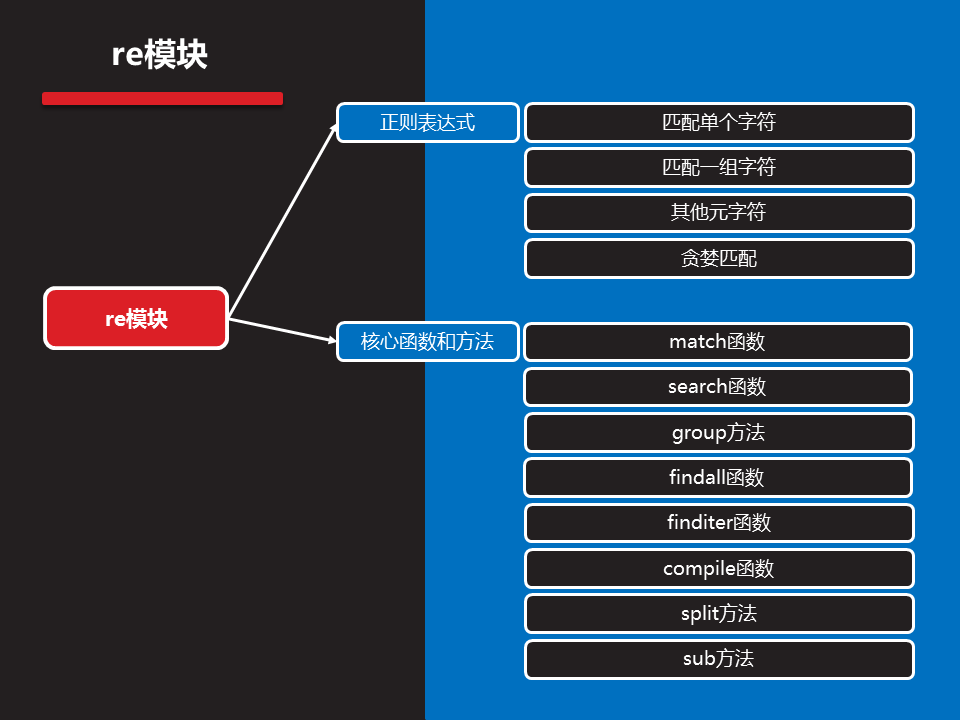 re模块
正则表达式
匹配单个字符
匹配一组字符
其他元字符
贪婪匹配
re模块
核心函数和方法
match函数
search函数
group方法
findall函数
finditer函数
compile函数
split方法
sub方法